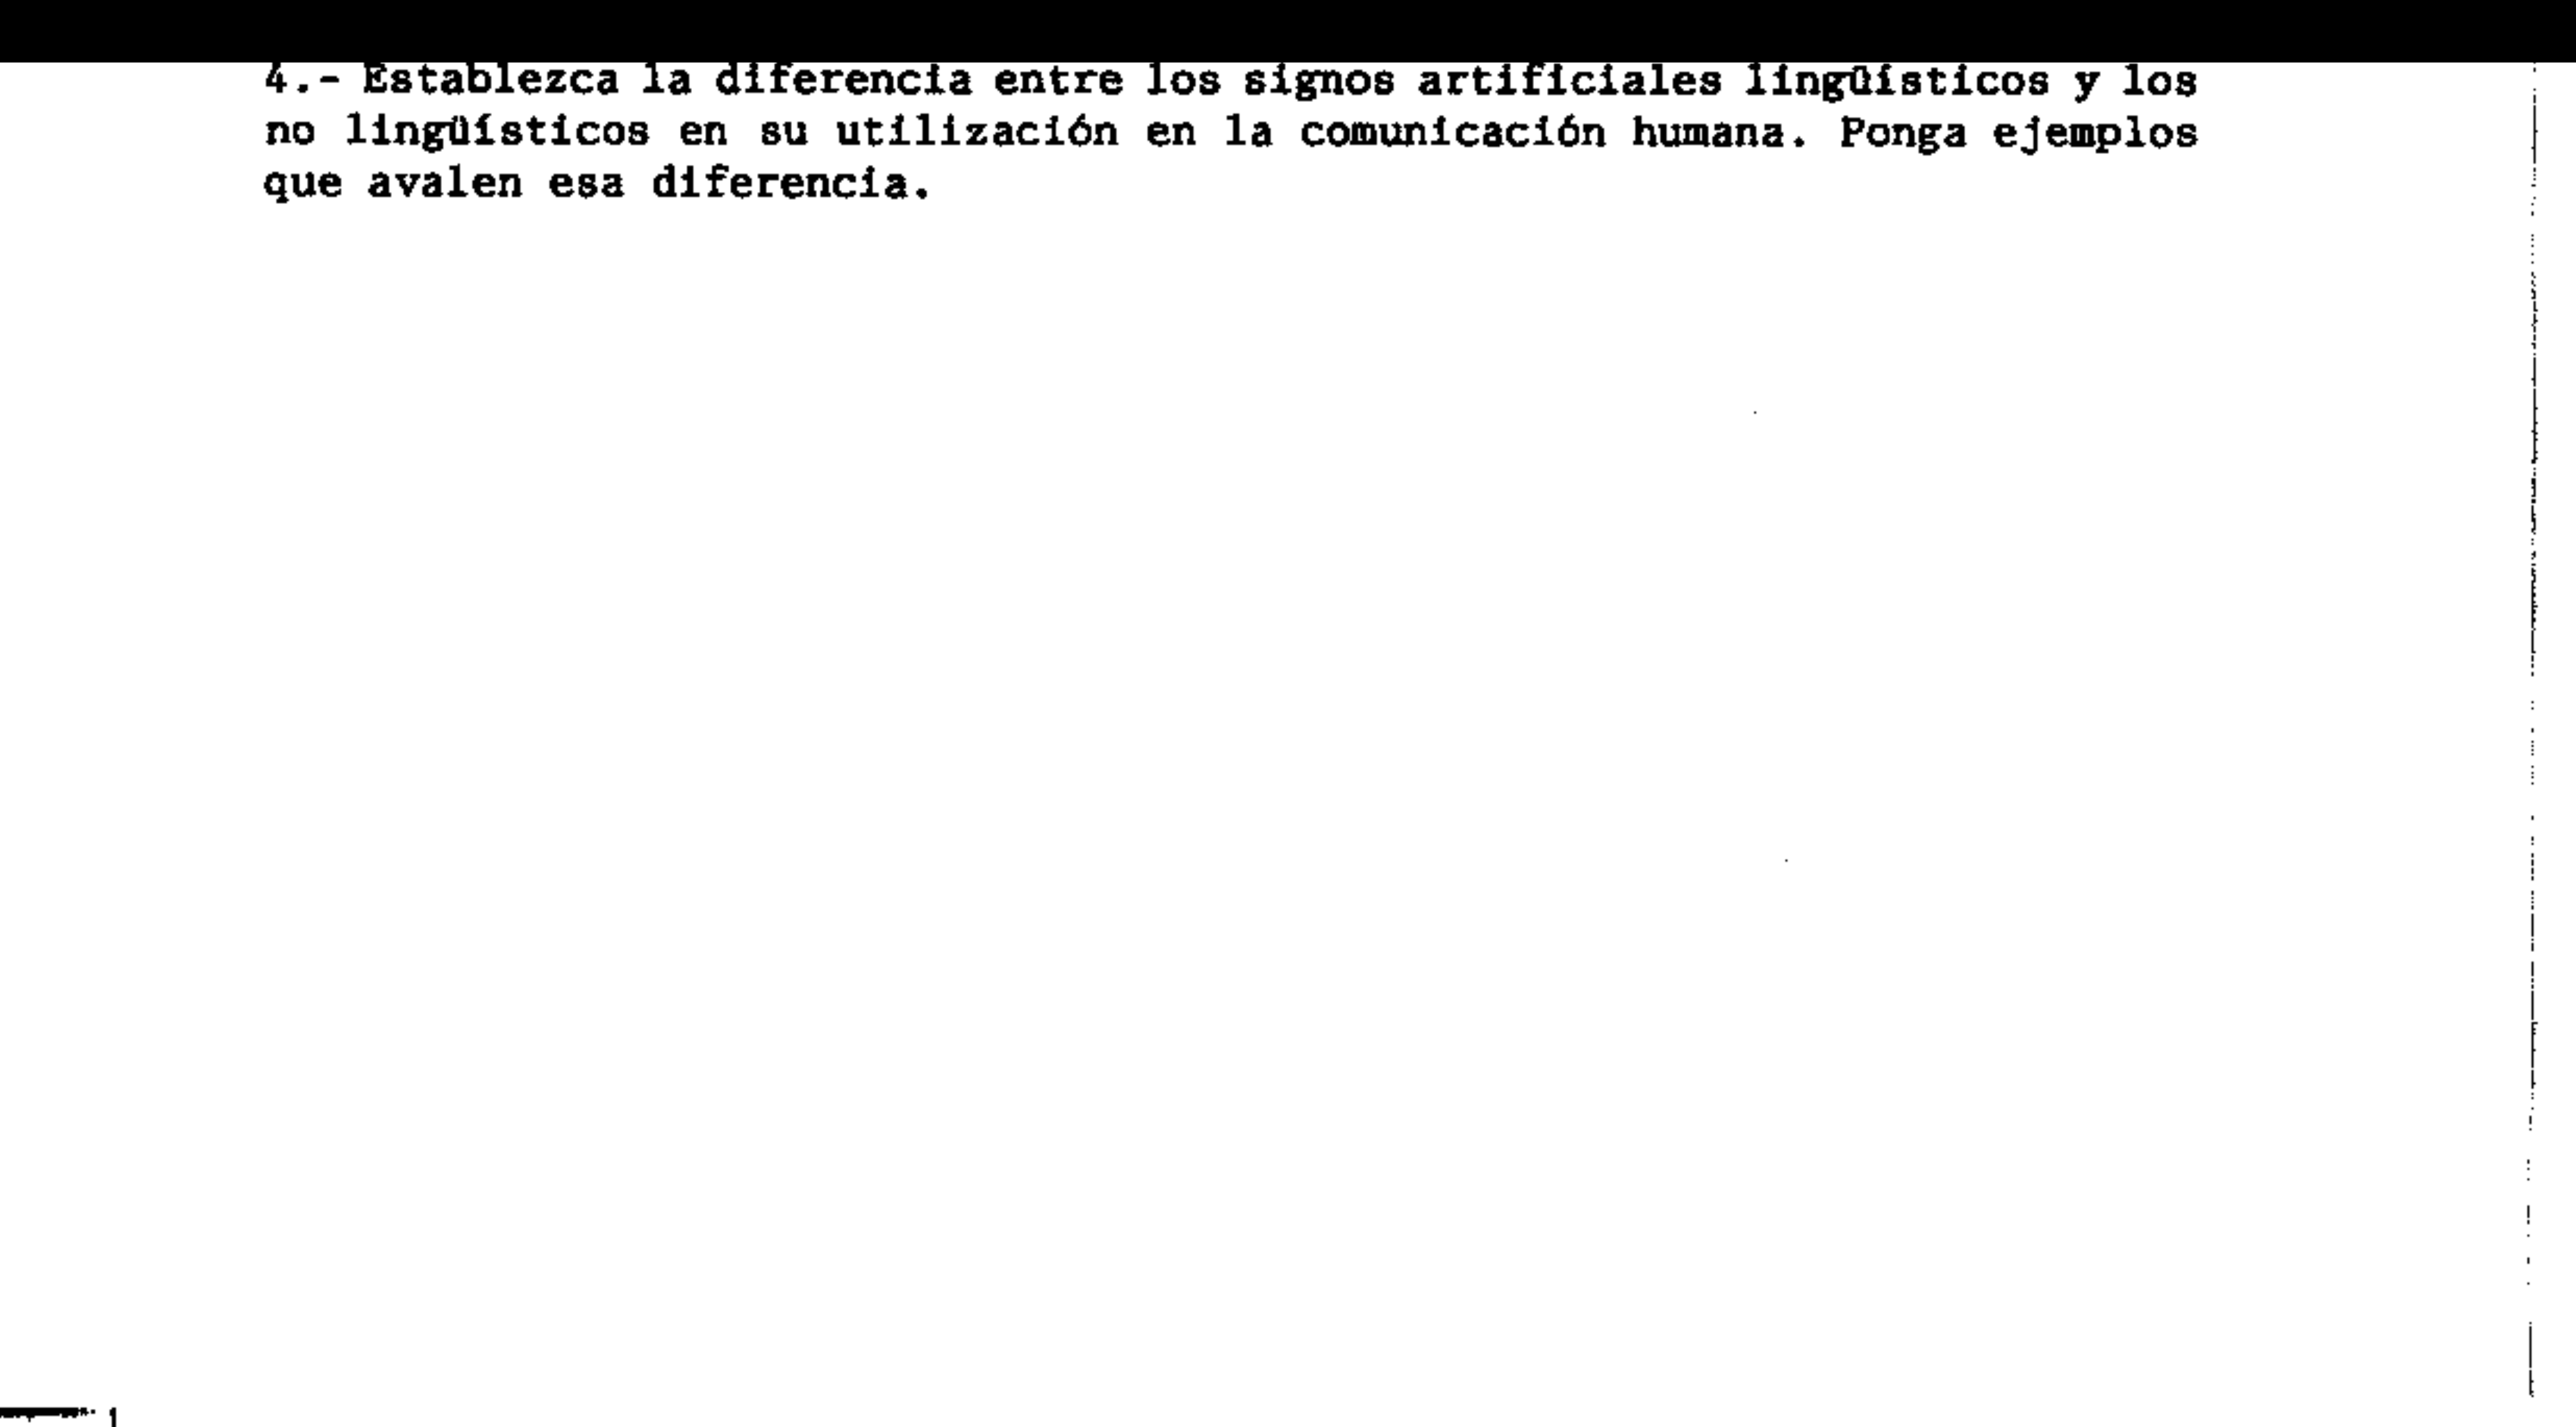 4.- Establezca la diferencia entre los signos artificiales lingüísticos y los
no lingüísticos en su utilización en la comunicación humana. Ponga ejemplos
que avalen esa diferencia.